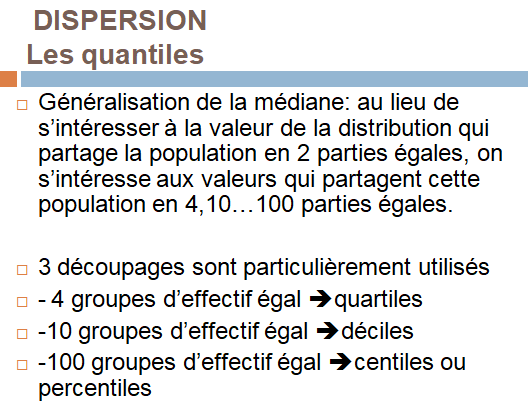 DISPERSION
Les quantiles
□ Généralisation de la médiane: au lieu de
s’intéresser à la valeur de la distribution qui
partage la population en 2 parties égales, on
s’intéresse aux valeurs qui partagent cette
population en 4,10…100 parties égales.
□ 3 découpages sont particulièrement utilisés
□ - 4 groupes d’effectif égal ➔quartiles
□ -10 groupes d’effectif égal ➔déciles
□ -100 groupes d’effectif égal ➔centiles ou
percentiles